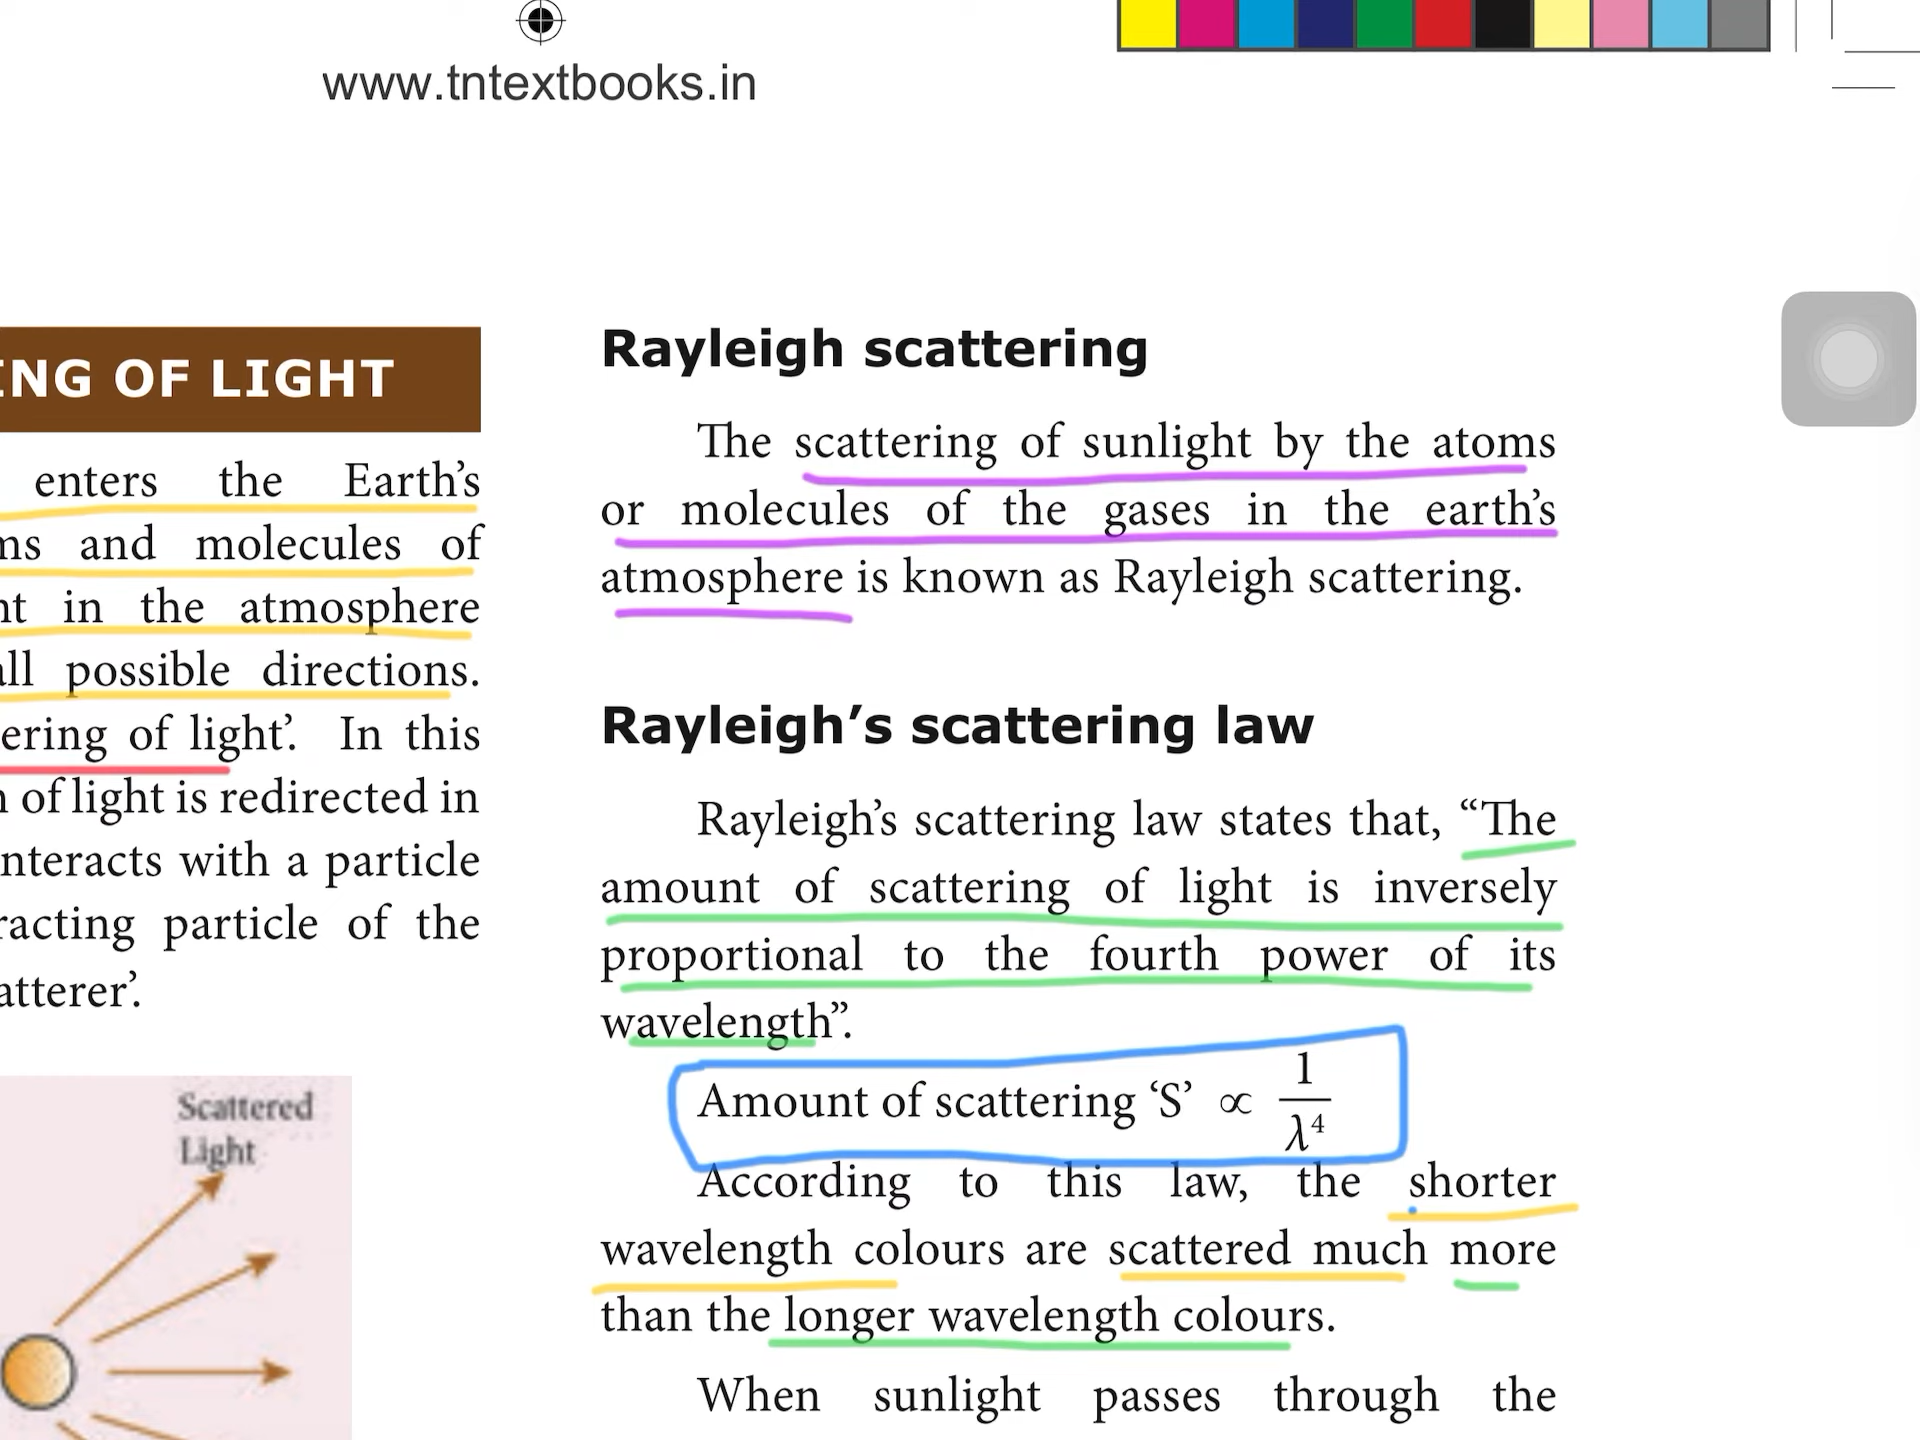 www.tntextbooks.in
ING OF LIGHT
enters the Earth's
ms and molecules of
nt in the atmosphere
all possible directions.
ering of light'. In this
n of light is redirected in
nteracts with a particle
racting particle of the
atterer'.
Scattered
Light
Rayleigh scattering
The scattering of sunlight by the atoms
or molecules of the gases in the earth's
atmosphere is known as Rayleigh scattering.
Rayleigh's scattering law
Rayleigh's scattering law states that, "The
amount of scattering of light is inversely
proportional to the fourth power of its
wavelength".
Amount of scattering 'S' ∝ 1/λ⁴
According to this law, the shorter
wavelength colours are scattered much more
than the longer wavelength colours.
When sunlight passes through the